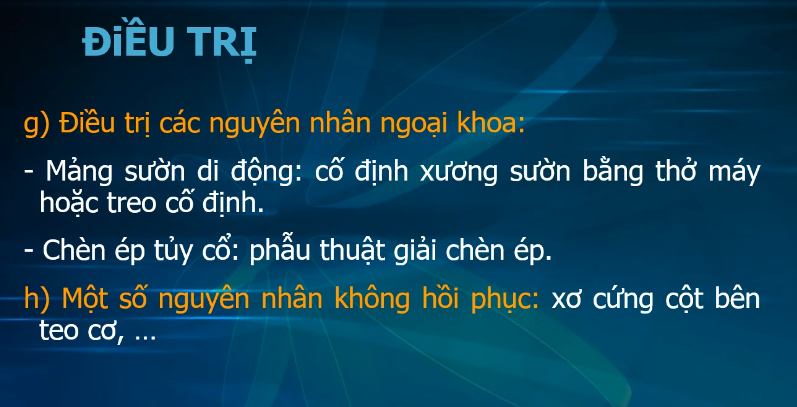 ĐiỀU TRỊ
g) Điều trị các nguyên nhân ngoại khoa:
- Mảng sườn di động: cố định xương sườn bằng thở máy
hoặc treo cố định.
- Chèn ép tủy cổ: phẫu thuật giải chèn ép.
h) Một số nguyên nhân không hồi phục: xơ cứng cột bên
teo cơ, …